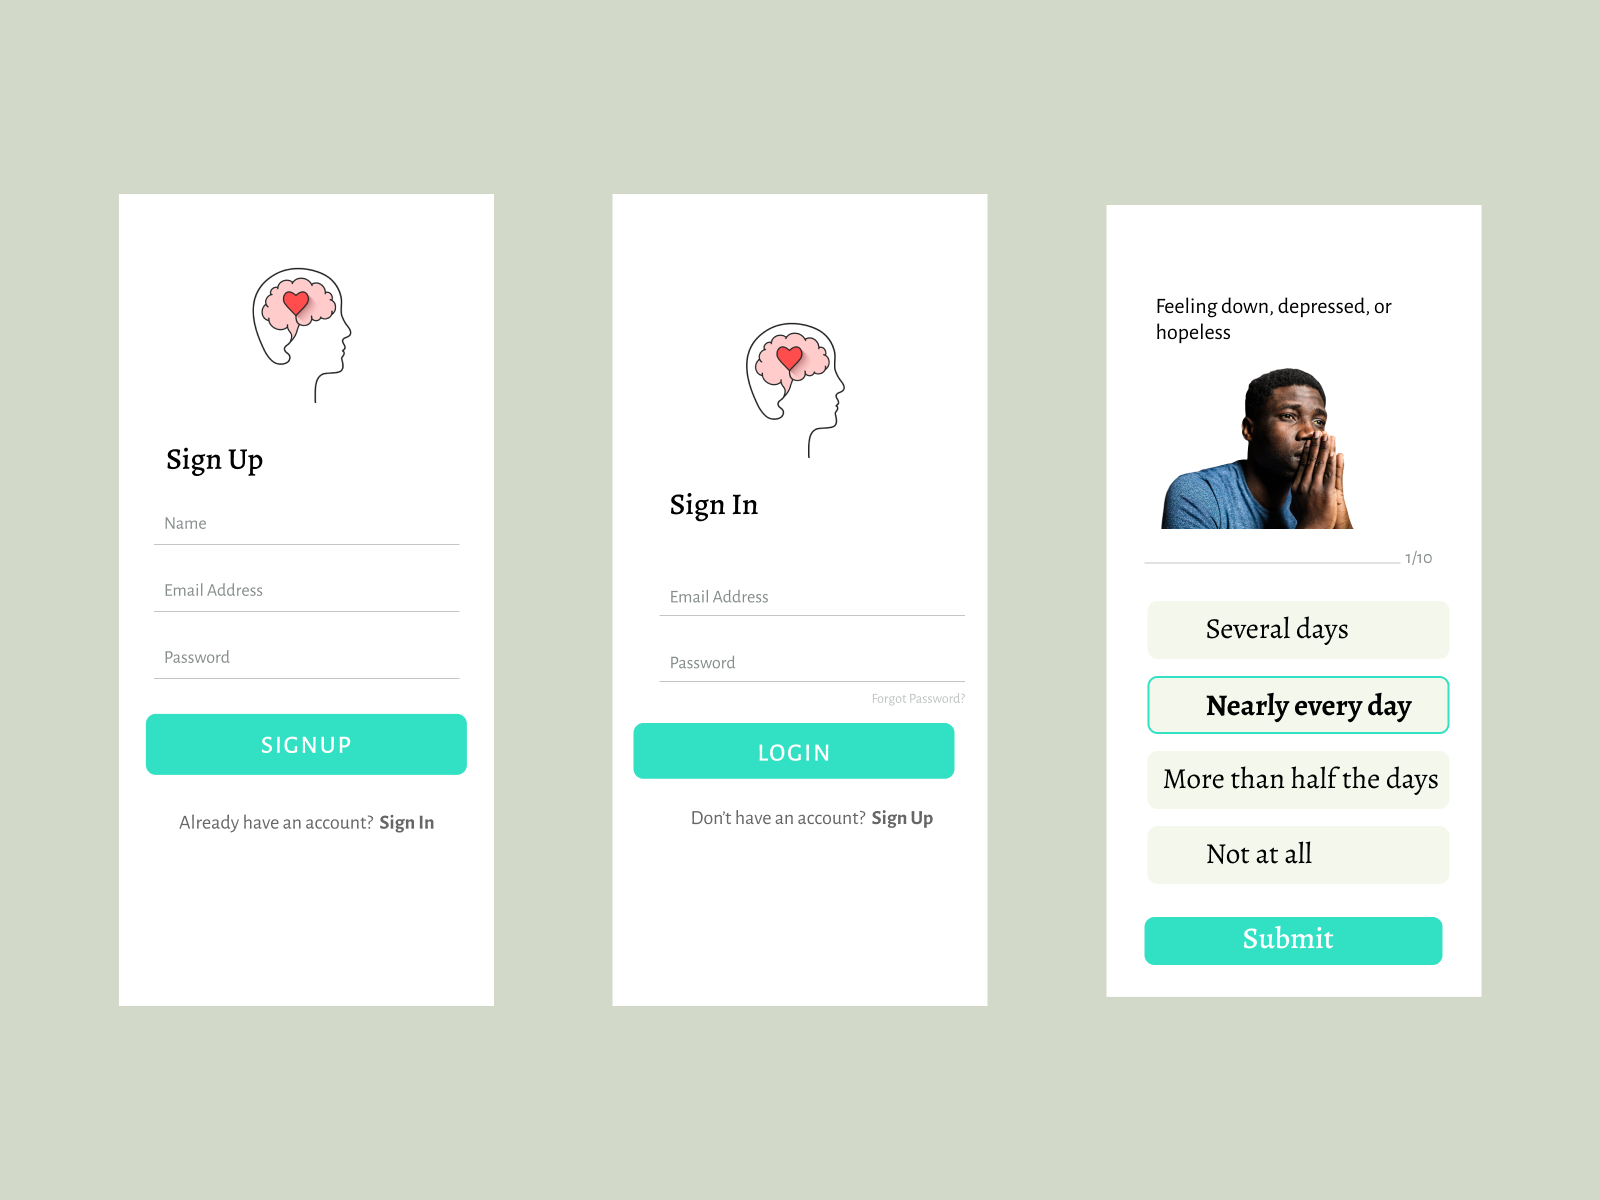 Sign Up
Name
Email Address
Password
SIGNUP
Already have an account? Sign In
Sign In
Email Address
Password
Forgot Password?
LOGIN
Don't have an account? Sign Up
Feeling down, depressed, or
hopeless
1/10
Several days
Nearly every day
More than half the days
Not at all
Submit